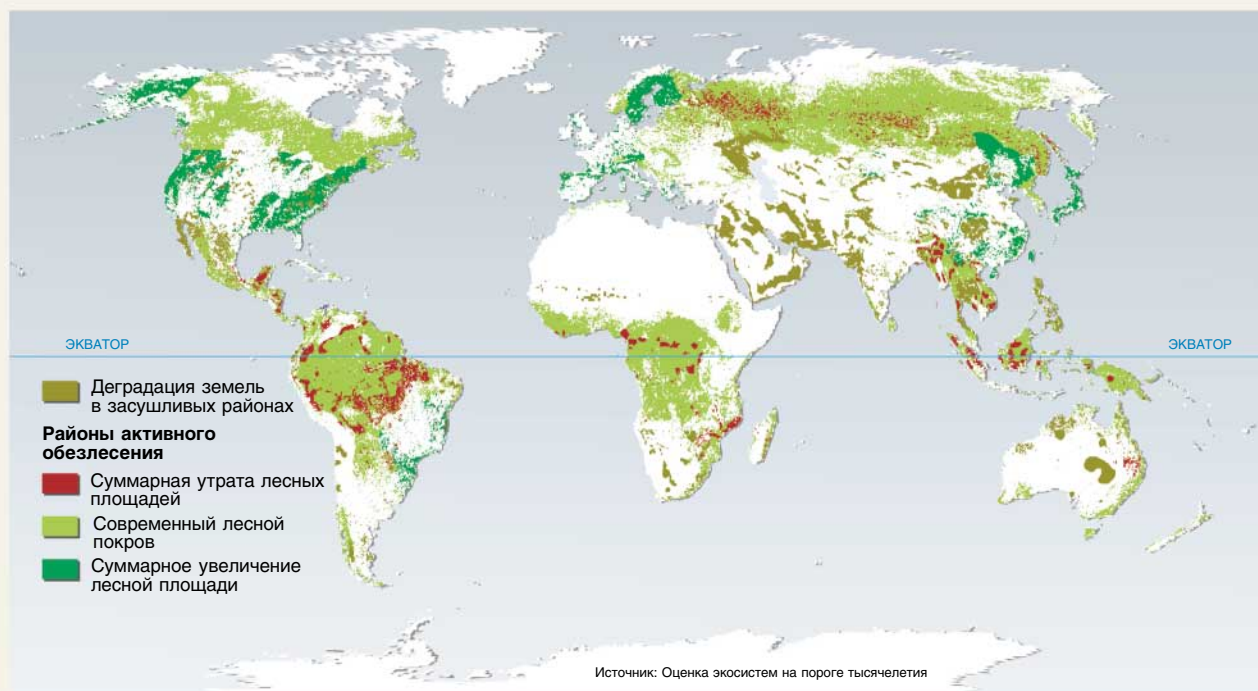 ЭКВАТОР
ЭКВАТОР
Деградация земель
в засушливых районах
Районы активного
обезлесения
Суммарная утрата лесных
площадей
Современный лесной
покров
Суммарное увеличение
лесной площади
Источник: Оценка экосистем на пороге тысячелетия